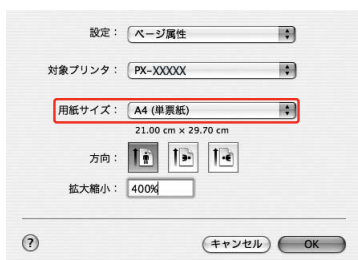 設定： ページ属性
対象プリンタ： PX-XXXXX
用紙サイズ： A4 (単票紙)
21.00 cm × 29.70 cm
方向：
拡大縮小： 400%
? キャンセル OK